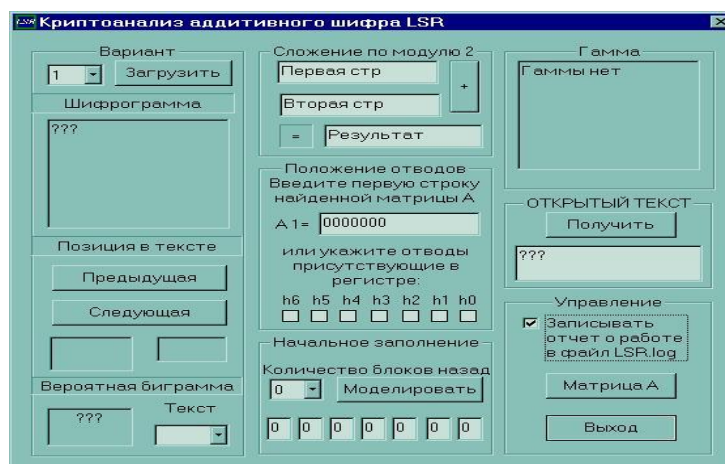 LSR Криптоанализ аддитивного шифра LSR
Вариант
1
Загрузить
Шифрограмма
???
Позиция в тексте
Предыдущая
Следующая
Вероятная биграмма
???
Текст
Сложение по модулю 2
Первая стр
+
Вторая стр
= Результат
Положение отводов
Введите первую строку
найденной матрицы А
А1= 0000000
или укажите отводы
присутствующие в
регистре:
h6 h5 h4 h3 h2 h1 h0
Начальное заполнение
Количество блоков назад
0
Моделировать
0 0 0 0 0 0 0
Гамма
Гаммы нет
ОТКРЫТЫЙ ТЕКСТ
Получить
???
Управление
Записывать
отчет о работе
в файл LSR.log
Матрица А
Выход